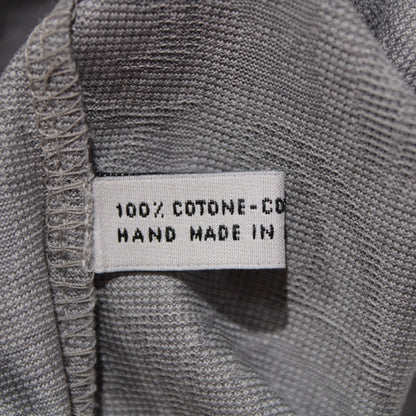 100% COTONE-CO
HAND MADE IN